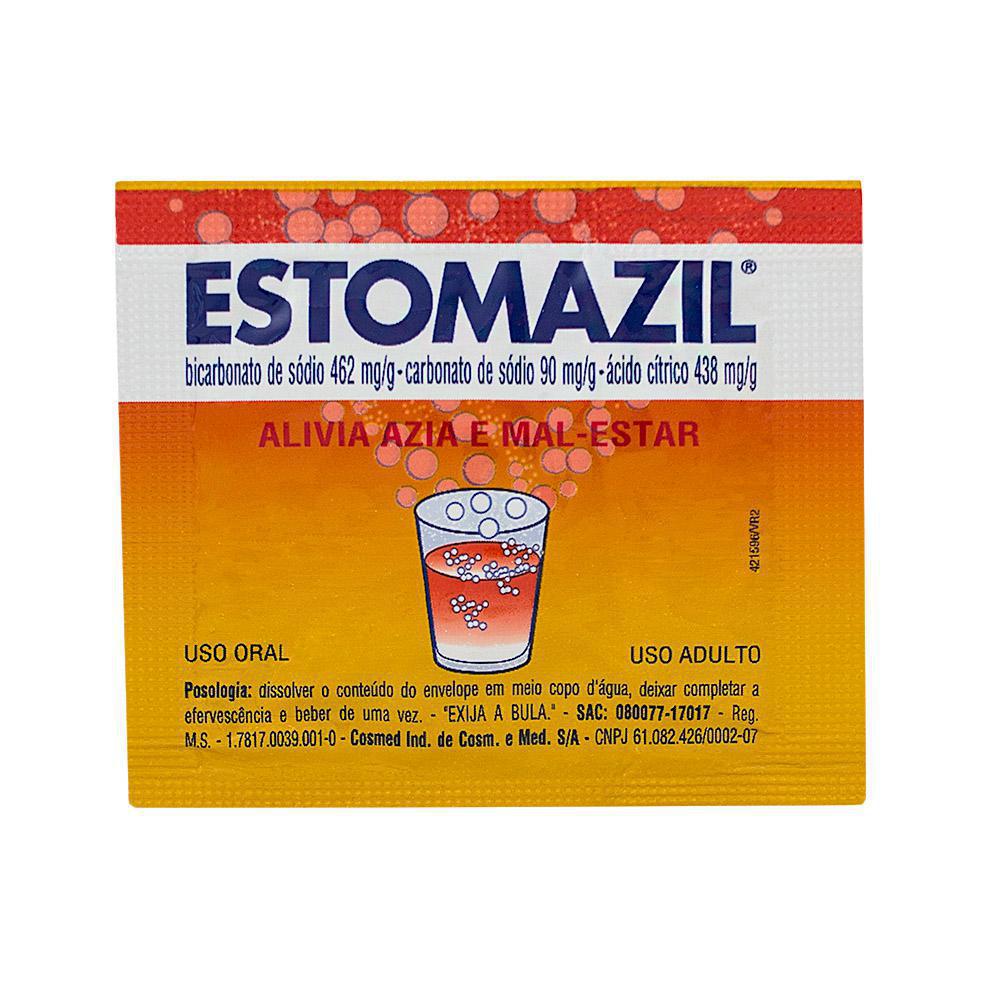 ESTOMAZIL®
bicarbonato de sódio 462 mg/g•carbonato de sódio 90 mg/g•ácido cítrico 438 mg/g
ALIVIA AZIA E MAL-ESTAR
421596/VR2
USO ORAL
USO ADULTO
Posologia: dissolver o conteúdo do envelope em meio copo d'água, deixar completar a
efervescência e beber de uma vez. - "EXIJA A BULA." - SAC: 080077-17017 - Reg.
M.S. - 1.7817.0039.001-0 - Cosmed Ind. de Cosm. e Med. S/A - CNPJ 61.082.426/0002-07